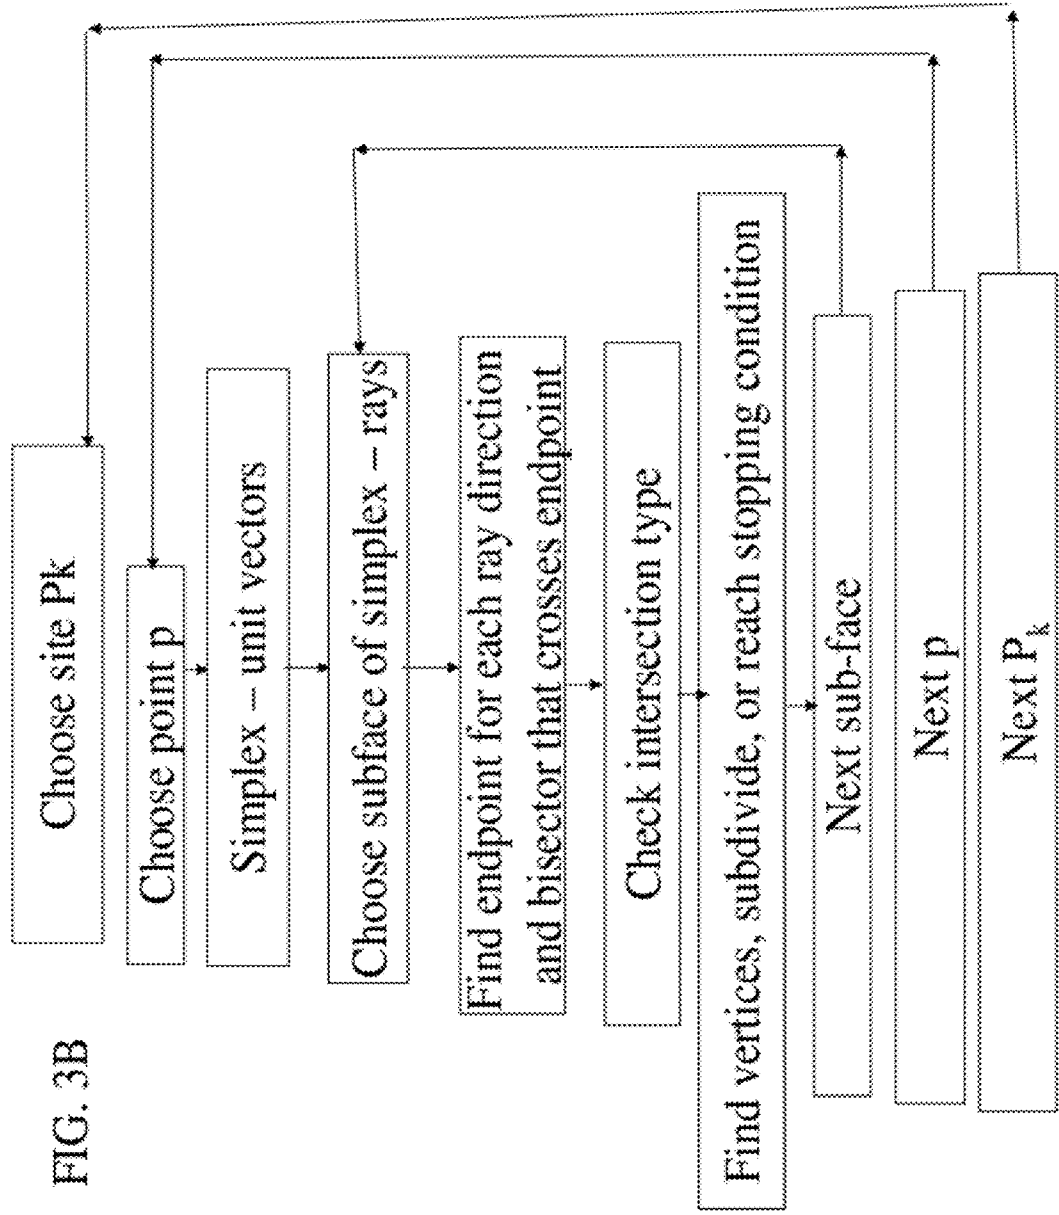 FIG. 3B
Choose site Pk
Choose point p
Simplex – unit vectors
Choose subface of simplex – rays
Find endpoint for each ray direction
and bisector that crosses endpoint
Check intersection type
Find vertices, subdivide, or reach stopping condition
Next sub-face
Next p
Next Pk